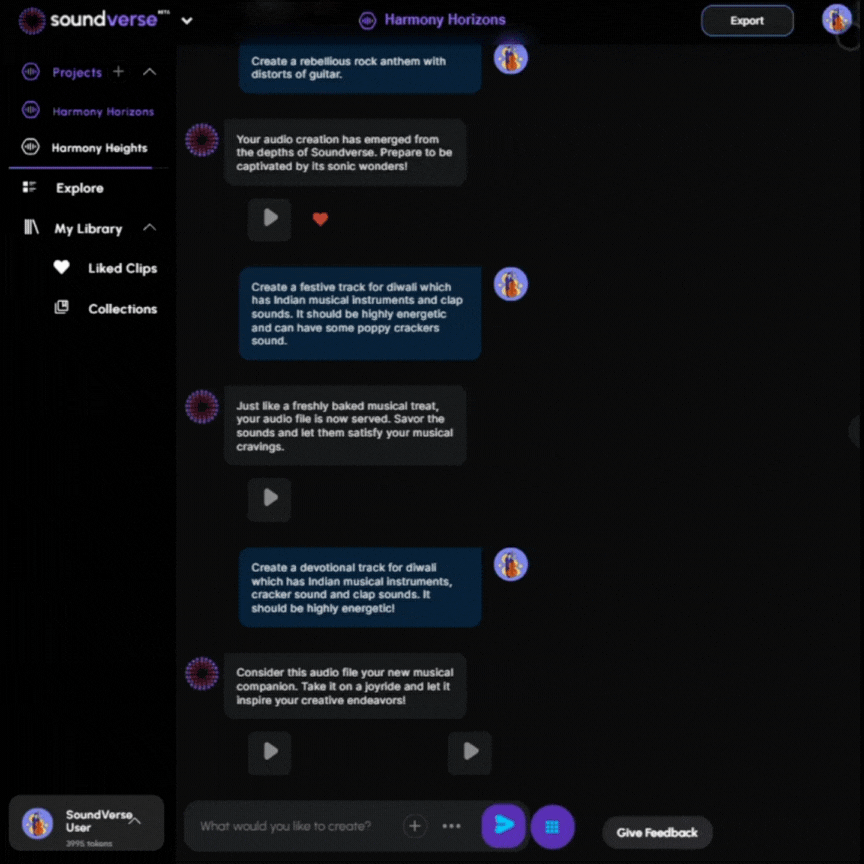 soundverse BETA
Harmony Horizons
Export
Projects
Harmony Horizons
Harmony Heights
Explore
My Library
Liked Clips
Collections
Create a rebellious rock anthem with
distorts of guitar.
Your audio creation has emerged from
the depths of Soundverse. Prepare to be
captivated by its sonic wonders!
Create a festive track for diwali which
has Indian musical instruments and clap
sounds. It should be highly energetic
and can have some poppy crackers
sound.
Just like a freshly baked musical treat,
your audio file is now served. Savor the
sounds and let them satisfy your musical
cravings.
Create a devotional track for diwali
which has Indian musical instruments,
cracker sound and clap sounds. It
should be highly energetic!
Consider this audio file your new musical
companion. Take it on a joyride and let it
inspire your creative endeavors!
SoundVerse
User
3995 tokens
What would you like to create?
Give Feedback